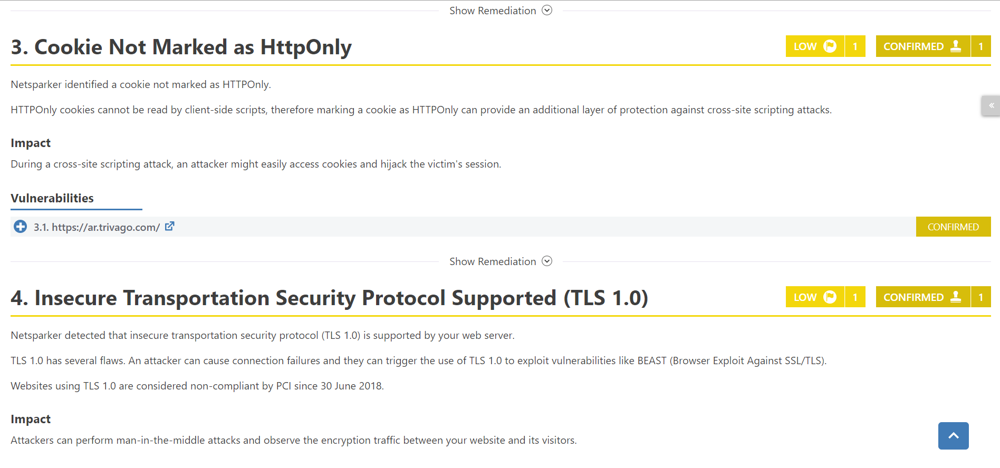 Show Remediation
3. Cookie Not Marked as HttpOnly
LOW 1 CONFIRMED 1
Netsparker identified a cookie not marked as HTTPOnly.
HTTPOnly cookies cannot be read by client-side scripts, therefore marking a cookie as HTTPOnly can provide an additional layer of protection against cross-site scripting attacks.
«
Impact
During a cross-site scripting attack, an attacker might easily access cookies and hijack the victim's session.
Vulnerabilities
3.1. https://ar.trivago.com/ CONFIRMED
Show Remediation
4. Insecure Transportation Security Protocol Supported (TLS 1.0)
LOW 1 CONFIRMED 1
Netsparker detected that insecure transportation security protocol (TLS 1.0) is supported by your web server.
TLS 1.0 has several flaws. An attacker can cause connection failures and they can trigger the use of TLS 1.0 to exploit vulnerabilities like BEAST (Browser Exploit Against SSL/TLS).
Websites using TLS 1.0 are considered non-compliant by PCI since 30 June 2018.
Impact
Attackers can perform man-in-the-middle attacks and observe the encryption traffic between your website and its visitors.